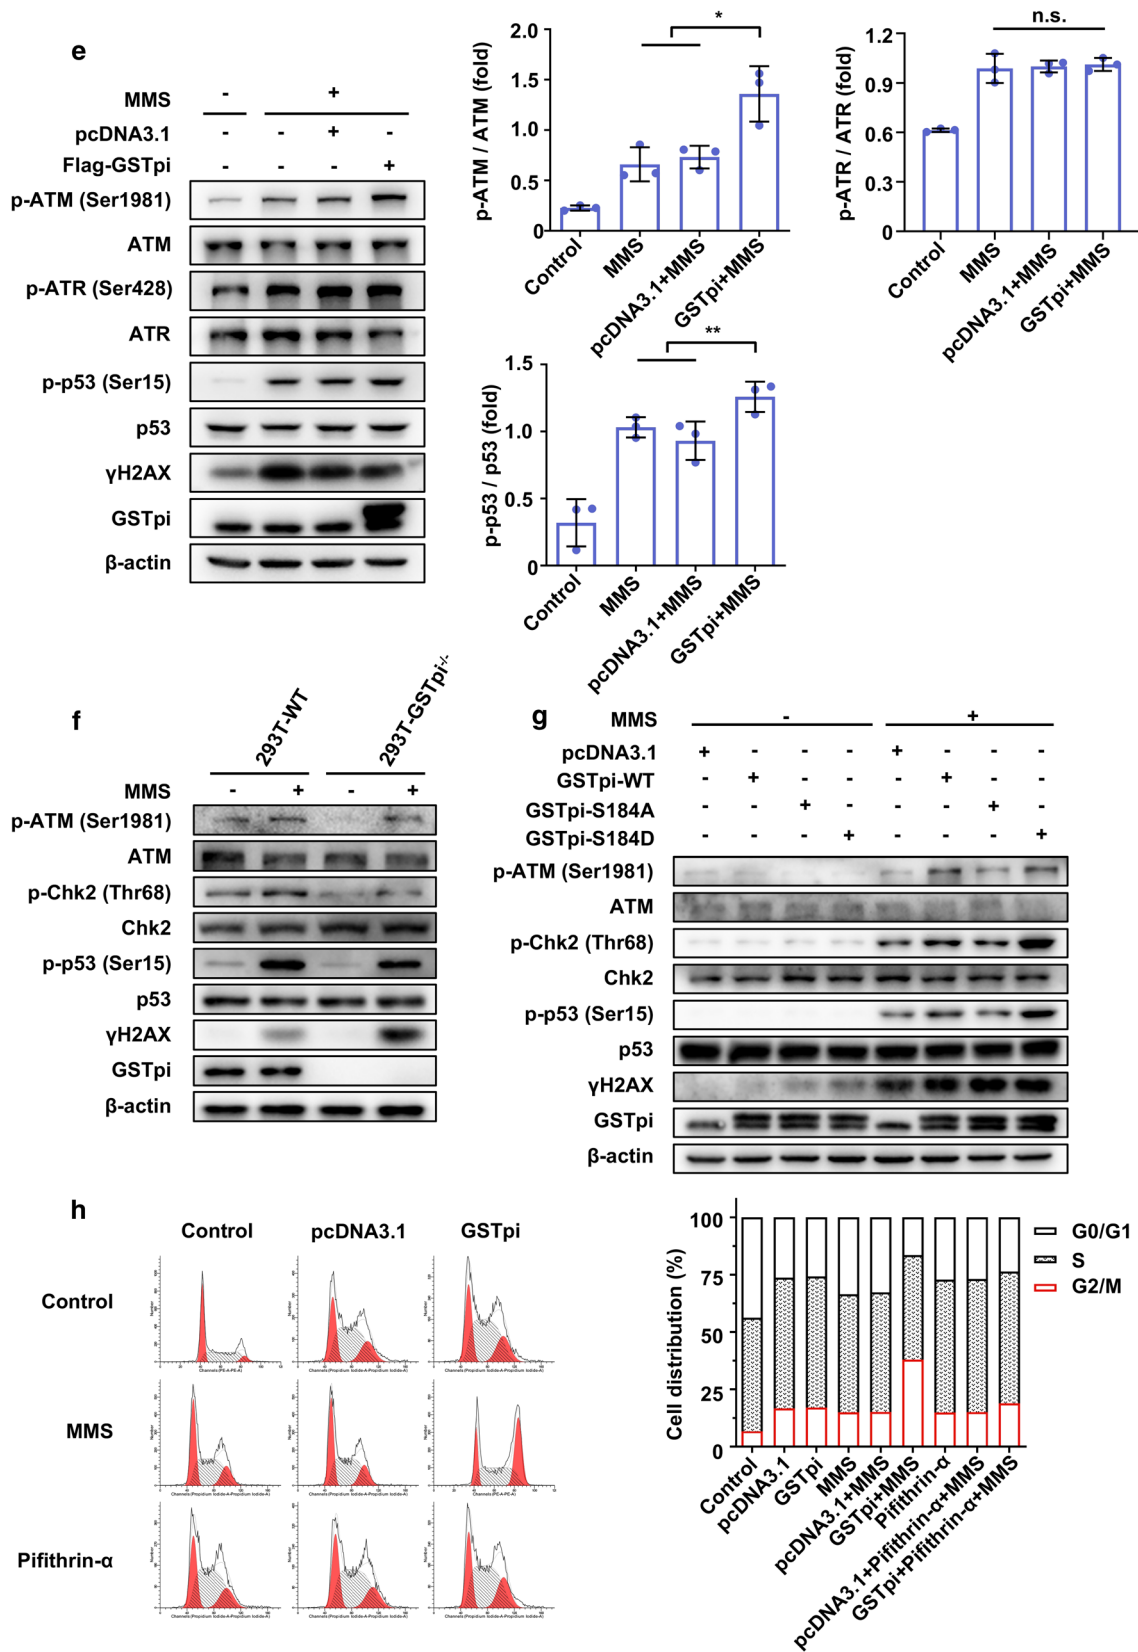 e
MMS - +
pcDNA3.1 - - + -
Flag-GSTpi - - - +
p-ATM (Ser1981)
ATM
p-ATR (Ser428)
ATR
p-p53 (Ser15)
p53
γH2AX
GSTpi
β-actin
p-ATM / ATM (fold)
2.0
1.5
1.0
0.5
0
*
Control
MMS
pcDNA3.1+MMS
GSTpi+MMS
p-ATR / ATR (fold)
1.2
0.9
0.6
0.3
0
n.s.
Control
MMS
pcDNA3.1+MMS
GSTpi+MMS
p-p53 / p53 (fold)
1.5
1.0
0.5
0
**
Control
MMS
pcDNA3.1+MMS
GSTpi+MMS
f
293T-WT
293T-GSTpi-/-
MMS - + - +
p-ATM (Ser1981)
ATM
p-Chk2 (Thr68)
Chk2
p-p53 (Ser15)
p53
γH2AX
GSTpi
β-actin
g
MMS - +
pcDNA3.1 + - - - + - - -
GSTpi-WT - + - - - + - -
GSTpi-S184A - - + - - - + -
GSTpi-S184D - - - + - - - +
p-ATM (Ser1981)
ATM
p-Chk2 (Thr68)
Chk2
p-p53 (Ser15)
p53
γH2AX
GSTpi
β-actin
h
Control pcDNA3.1 GSTpi
Control
MMS
Pifithrin-α
Cell distribution (%)
100
75
50
25
0
G0/G1
S
G2/M
Control
pcDNA3.1
GSTpi
MMS
pcDNA3.1+MMS
GSTpi+MMS
Pifithrin-α
pcDNA3.1+Pifithrin-α+MMS
GSTpi+Pifithrin-α+MMS